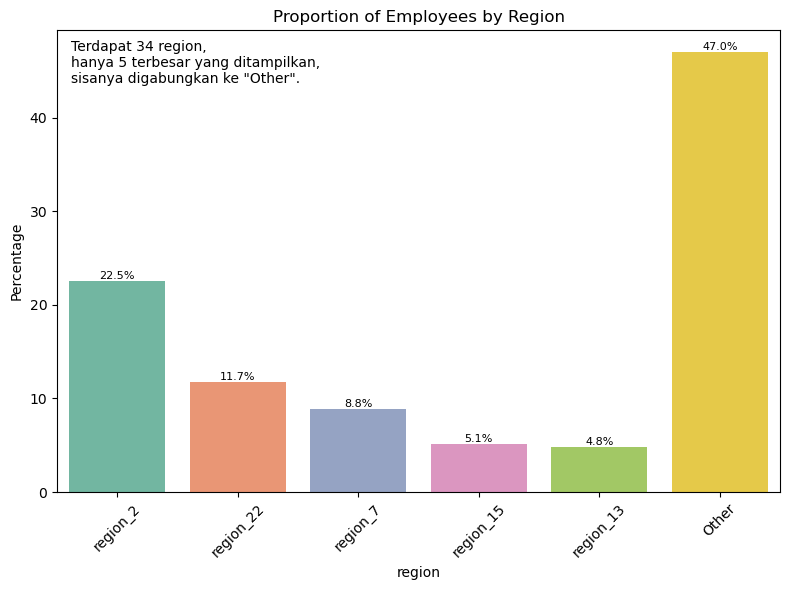 Proportion of Employees by Region
Terdapat 34 region,
hanya 5 terbesar yang ditampilkan,
sisanya digabungkan ke "Other".
Percentage
40
30
20
10
0
22.5%
11.7%
8.8%
5.1%
4.8%
47.0%
region_2
region_22
region_7
region_15
region_13
Other
region